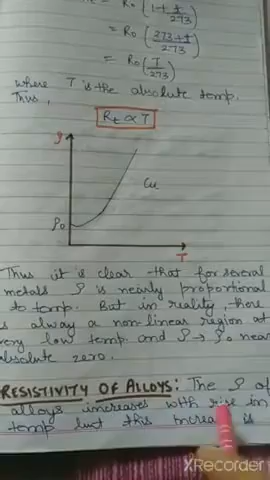 = R₀ (1+ t/273)
= R₀ (373+t/273)
= R₀ (T/273)
where T is the absolute temp.
Thus,
Rₜ ∝ T
ρ
Cu
ρ₀
T
Thus it is clear that for several
metals ρ is nearly proportional
to temp. But in reality, there
is always a non-linear region at
very low temp. and ρ → ρ₀ near
absolute zero.
RESISTIVITY OF ALLOYS: The ρ of
alloys increases with rise in
temp but this increase is
XRecorder